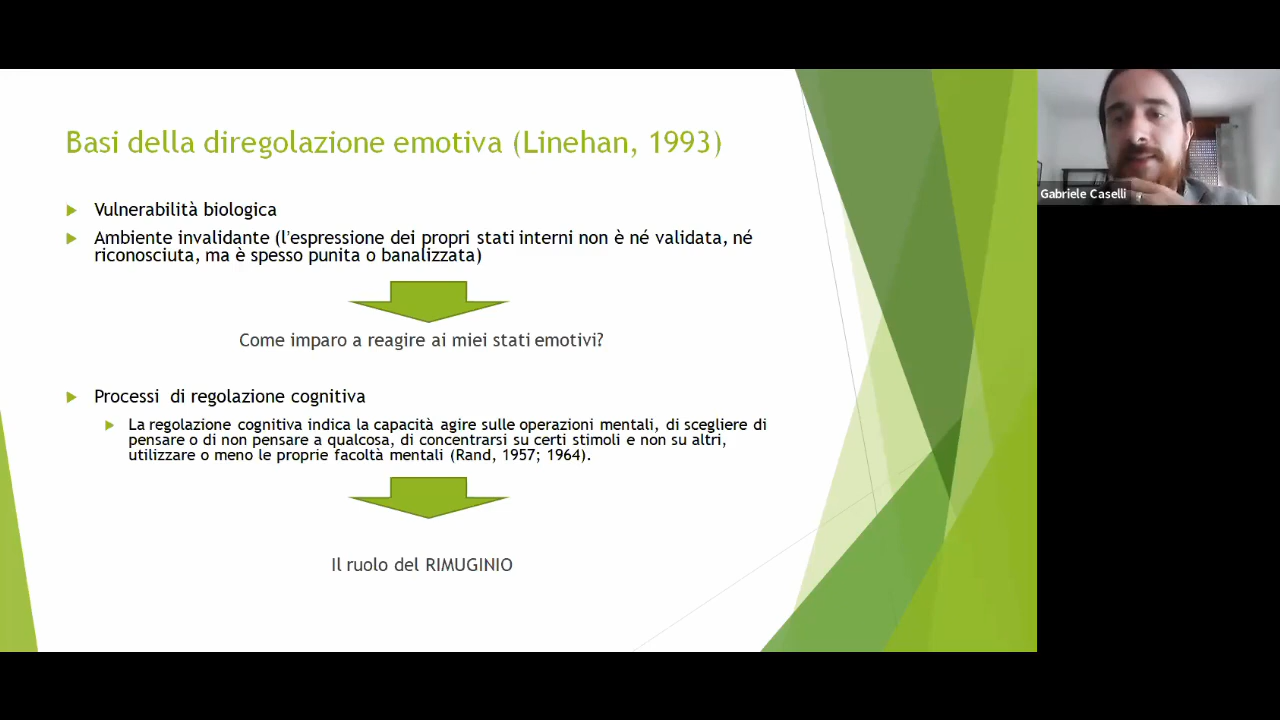 Basi della diregolazione emotiva (Linehan, 1993)
Vulnerabilità biologica
Ambiente invalidante (l'espressione dei propri stati interni non è né validata, né
riconosciuta, ma è spesso punita o banalizzata)
Come imparo a reagire ai miei stati emotivi?
Processi di regolazione cognitiva
La regolazione cognitiva indica la capacità agire sulle operazioni mentali, di scegliere di
pensare o di non pensare a qualcosa, di concentrarsi su certi stimoli e non su altri,
utilizzare o meno le proprie facoltà mentali (Rand, 1957; 1964).
Il ruolo del RIMUGINIO
Gabriele Caselli